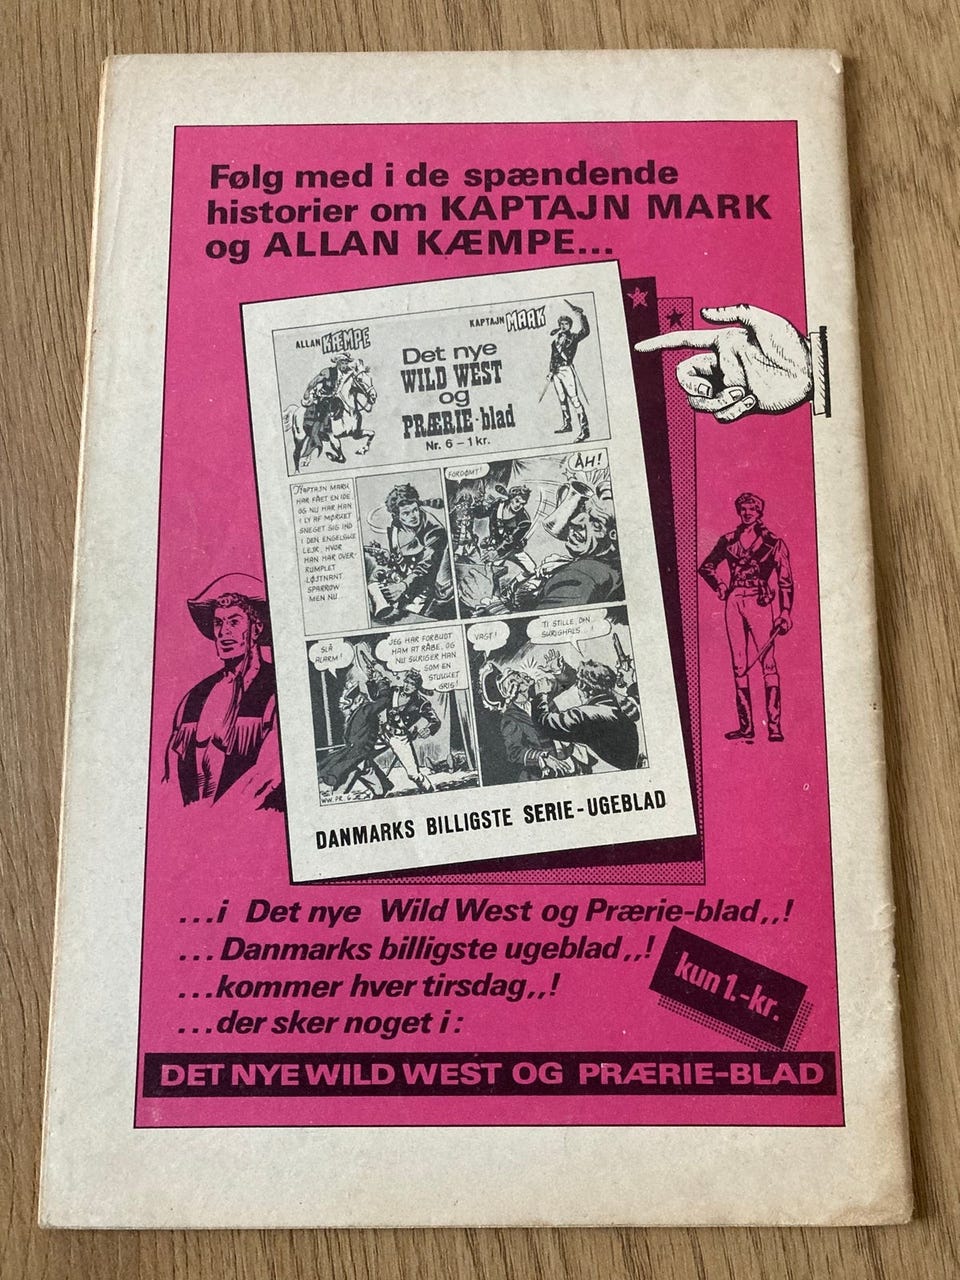 Følg med i de spændende
historier om KAPTAJN MARK
og ALLAN KÆMPE...
ALLAN KÆMPE
KAPTAJN MARK
Det nye
WILD WEST
og
PRÆRIE-blad
Nr. 6 – 1 kr.
KAPTAJN MARK
HAR FÅET EN IDE
OG NU HAR HAN
I LY AF MØRKET
SNEGET SIG IND
I DEN ENGELSKE
LEJR, HVOR
HAN HAR OVER-
RUMPLET
LØJTNANT
SPARROW
MEN NU.
FORDØMT!
ÅH!
SLÅ
ALARM!
JEG HAR FORBUDT
HAM AT RÅBE, OG
NU SKRIGER HAN
SOM EN
STUKKET
GRIS!
VAGT!
TI STILLE, DIN
SKRIGHALS...!
WW. PR. 6
DANMARKS BILLIGSTE SERIE-UGEBLAD
...i Det nye Wild West og Prærie-blad,,!
...Danmarks billigste ugeblad,,!
...kommer hver tirsdag,,!
...der sker noget i:
kun 1.-kr.
DET NYE WILD WEST OG PRÆRIE-BLAD